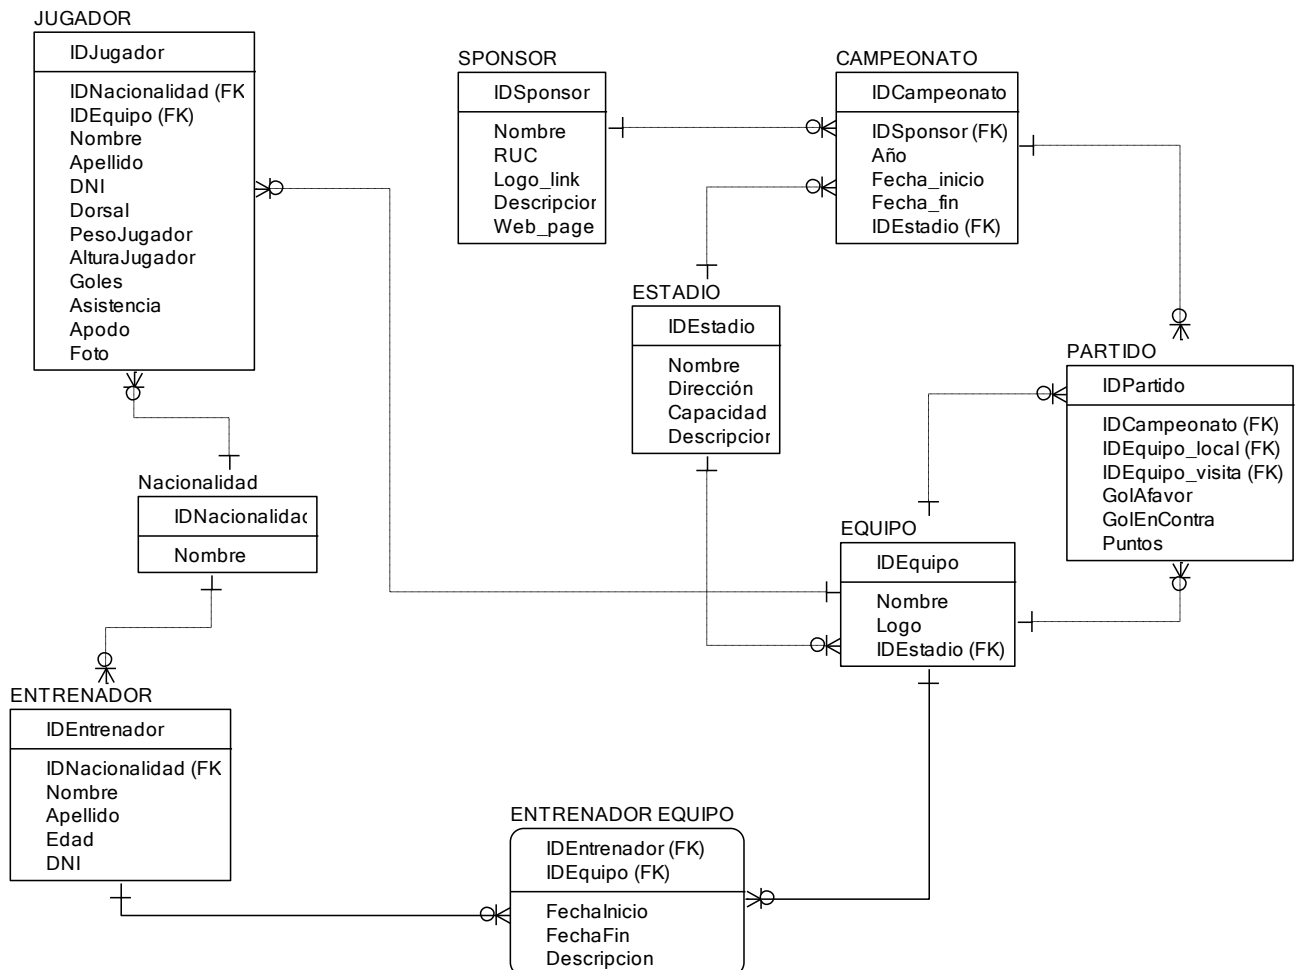 JUGADOR
IDJugador
IDNacionalidad (FK
IDEquipo (FK)
Nombre
Apellido
DNI
Dorsal
PesoJugador
AlturaJugador
Goles
Asistencia
Apodo
Foto
SPONSOR
IDSponsor
Nombre
RUC
Logo_link
Descripcior
Web_page
CAMPEONATO
IDCampeonato
IDSponsor (FK)
Año
Fecha_inicio
Fecha_fin
IDEstadio (FK)
ESTADIO
IDEstadio
Nombre
Dirección
Capacidad
Descripcior
PARTIDO
IDPartido
IDCampeonato (FK)
IDEquipo_local (FK)
IDEquipo_visita (FK)
GolAfavor
GolEnContra
Puntos
Nacionalidad
IDNacionalidad
Nombre
EQUIPO
IDEquipo
Nombre
Logo
IDEstadio (FK)
ENTRENADOR
IDEntrenador
IDNacionalidad (FK
Nombre
Apellido
Edad
DNI
ENTRENADOR EQUIPO
IDEntrenador (FK)
IDEquipo (FK)
FechaInicio
FechaFin
Descripcion